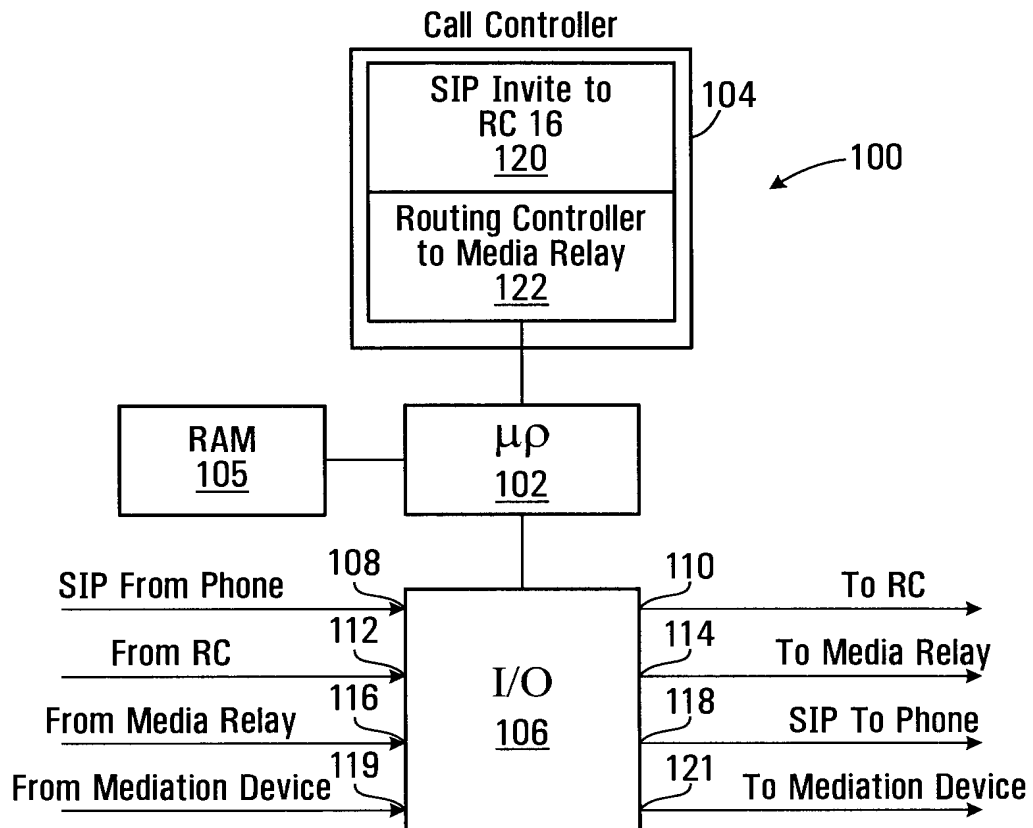 Call Controller
SIP Invite to
RC 16
120
104
100
Routing Controller
to Media Relay
122
RAM
105
μρ
102
SIP From Phone
108
110
To RC
From RC
112
114
To Media Relay
I/O
106
From Media Relay
116
118
SIP To Phone
From Mediation Device
119
121
To Mediation Device